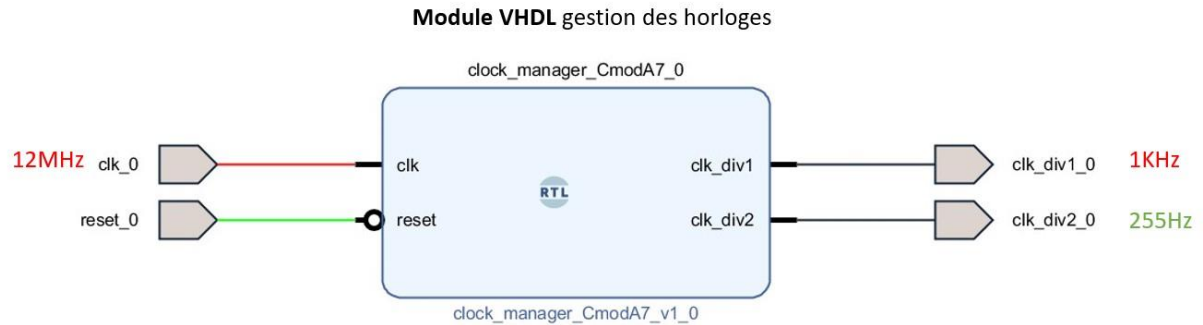 Module VHDL gestion des horloges
clock_manager_CmodA7_0
12MHz clk_0 clk clk_div1 clk_div1_0 1KHz
RTL
reset_0 reset clk_div2 clk_div2_0 255Hz
clock_manager_CmodA7_v1_0